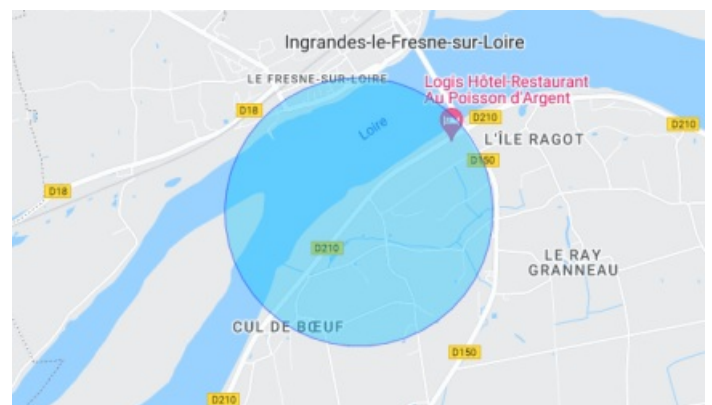 Ingrandes-le-Fresne-sur-Loire
LE FRESNE-SUR-LOIRE
Logis Hôtel-Restaurant
Au Poisson d'Argent
D18
D210
D210
Loire
L'ÎLE RAGOT
D150
D18
D210
LE RAY
GRANNEAU
CUL DE BŒUF
D150
D210